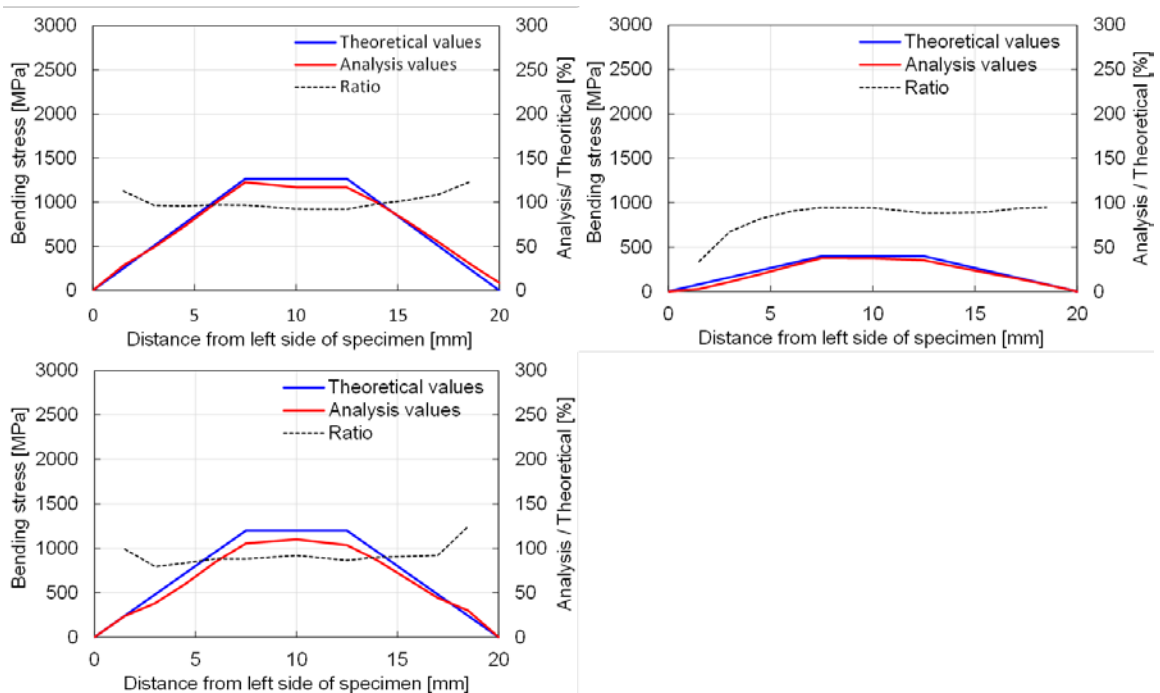 3000
2500
2000
1500
1000
500
0
Bending stress [MPa]
Theoretical values
Analysis values
Ratio
300
250
200
150
100
50
0
Analysis/ Theoritical [%]
0 5 10 15 20
Distance from left side of specimen [mm]
3000
2500
2000
1500
1000
500
0
Bending stress [MPa]
Theoretical values
Analysis values
Ratio
300
250
200
150
100
50
0
Analysis / Theoretical [%]
0 5 10 15 20
Distance from left side of specimen [mm]
3000
2500
2000
1500
1000
500
0
Bending stress [MPa]
Theoretical values
Analysis values
Ratio
300
250
200
150
100
50
0
Analysis / Theoretical [%]
0 5 10 15 20
Distance from left side of specimen [mm]